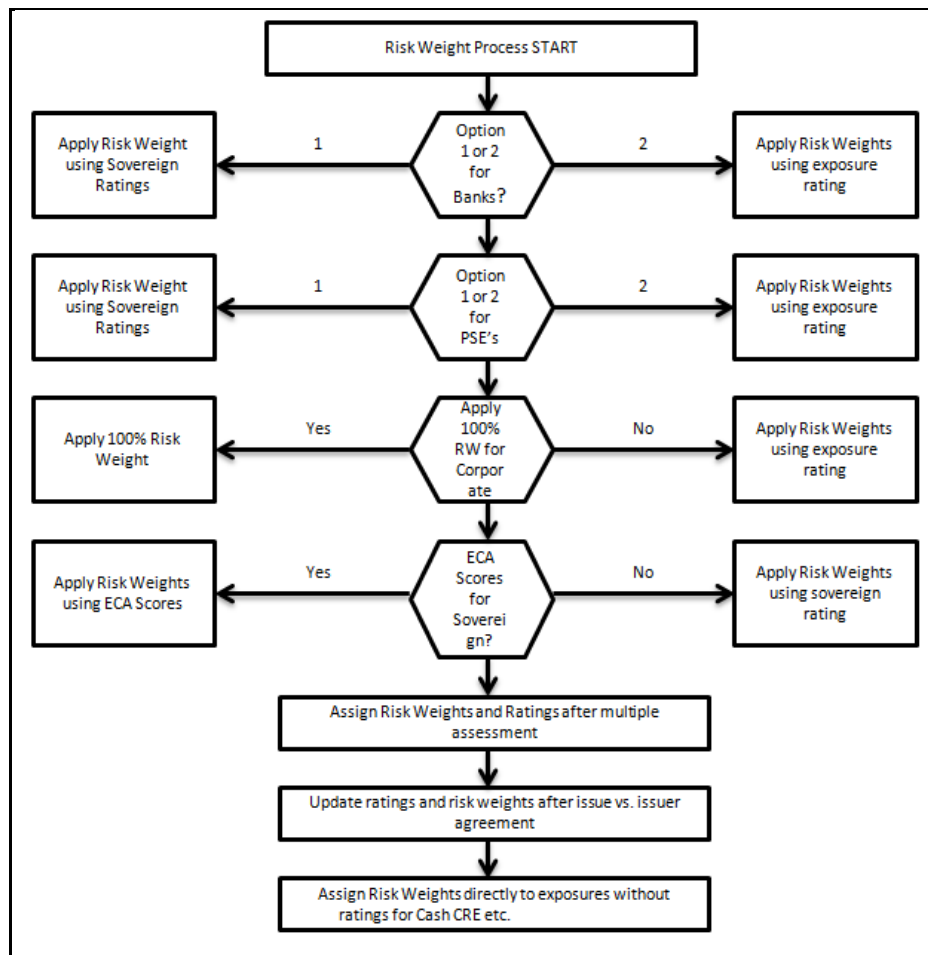 Risk Weight Process START
Option
1 or 2
for
Banks?
1
2
Apply Risk Weight
using Sovereign
Ratings
Apply Risk Weights
using exposure
rating
Option
1 or 2
for
PSE's
1
2
Apply Risk Weight
using Sovereign
Ratings
Apply Risk Weights
using exposure
rating
Apply
100%
RW for
Corpor
ate
Yes
No
Apply 100% Risk
Weight
Apply Risk Weights
using exposure
rating
ECA
Scores
for
Soverei
gn?
Yes
No
Apply Risk Weights
using ECA Scores
Apply Risk Weights
using sovereign
rating
Assign Risk Weights and Ratings after multiple
assessment
Update ratings and risk weights after issue vs. issuer
agreement
Assign Risk Weights directly to exposures without
ratings for Cash CRE etc.